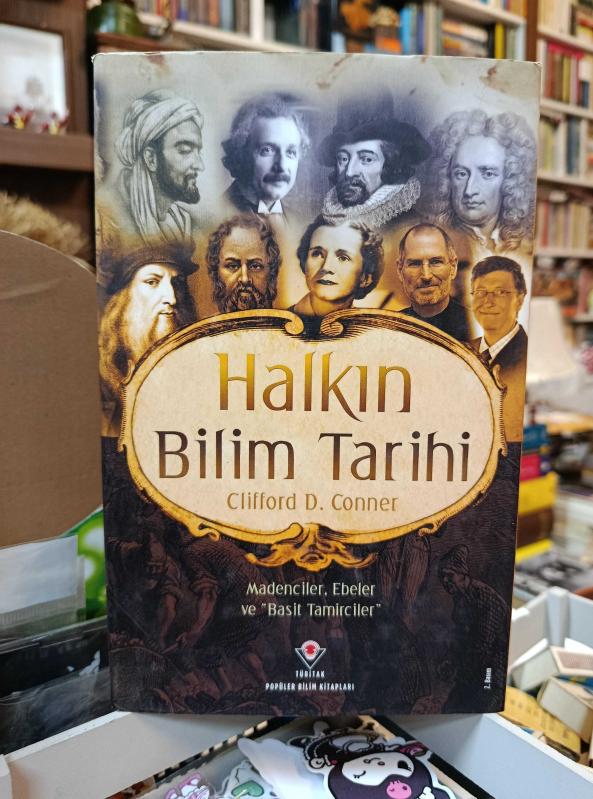 Halkın
Bilim Tarihi
Clifford D. Conner
Madenciler, Ebeler
ve "Basit Tamirciler"
TÜBİTAK
POPÜLER BİLİM KİTAPLARI
2. Basım